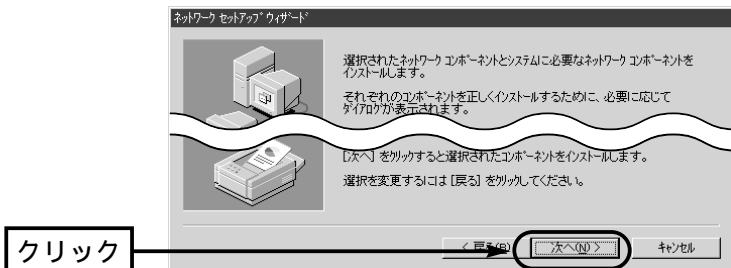 ﾈｯﾄﾜｰｸ ｾｯﾄｱｯﾌﾟ ｳｨｻﾞｰﾄﾞ
選択されたﾈｯﾄﾜｰｸ ｺﾝﾎﾟｰﾈﾝﾄとｼｽﾃﾑに必要なﾈｯﾄﾜｰｸ ｺﾝﾎﾟｰﾈﾝﾄを
ｲﾝｽﾄｰﾙします。
それぞれのｺﾝﾎﾟｰﾈﾝﾄを正しくｲﾝｽﾄｰﾙするために、必要に応じて
ﾀﾞｲｱﾛｸﾞが表示されます。
[次へ] をｸﾘｯｸすると選択されたｺﾝﾎﾟｰﾈﾝﾄをｲﾝｽﾄｰﾙします。
選択を変更するには [戻る] をｸﾘｯｸしてください。
クリック
< 戻る(B) 次へ(N) > ｷｬﾝｾﾙ